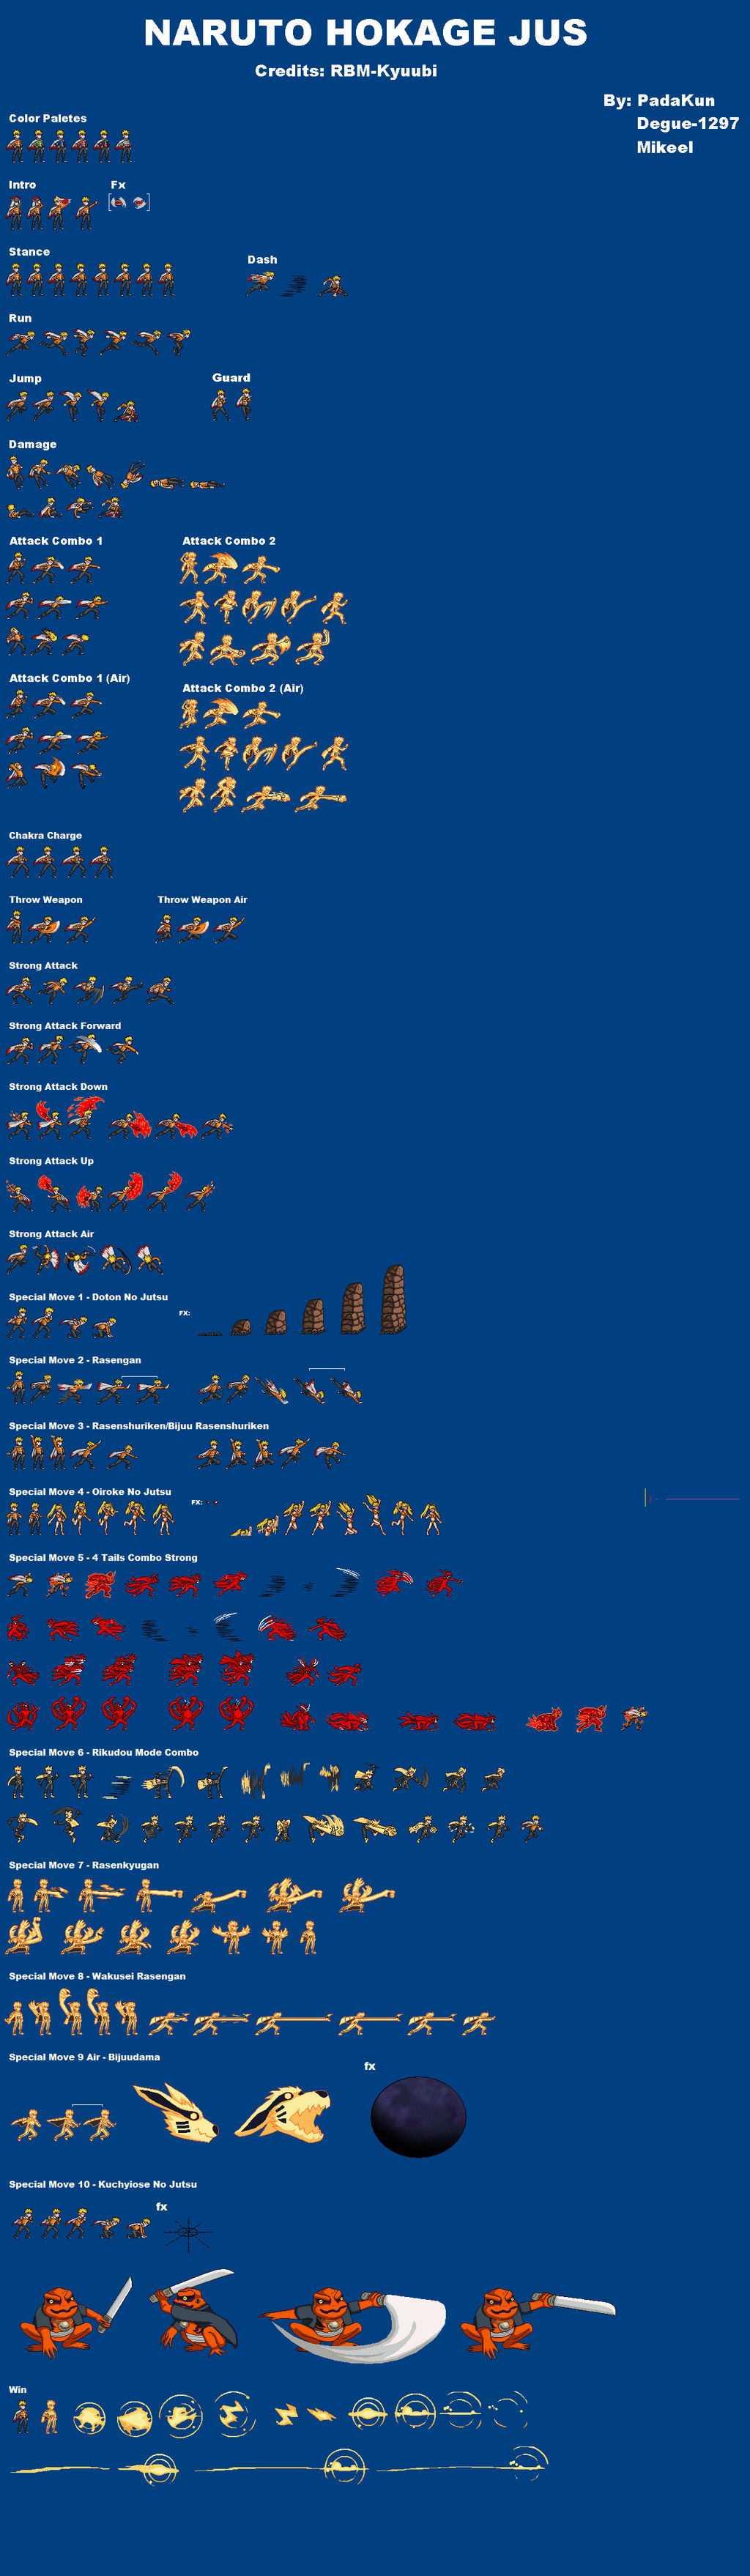 NARUTO HOKAGE JUS
Credits: RBM-Kyuubi
By: PadaKun
Degue-1297
Mikeel
Color Paletes
Intro
Fx
Stance
Dash
Run
Jump
Guard
Damage
Attack Combo 1
Attack Combo 2
Attack Combo 1 (Air)
Attack Combo 2 (Air)
Chakra Charge
Throw Weapon
Throw Weapon Air
Strong Attack
Strong Attack Forward
Strong Attack Down
Strong Attack Up
Strong Attack Air
Special Move 1 - Doton No Jutsu
FX:
Special Move 2 - Rasengan
Special Move 3 - Rasenshuriken/Bijuu Rasenshuriken
Special Move 4 - Oiroke No Jutsu
FX:
Special Move 5 - 4 Tails Combo Strong
Special Move 6 - Rikudou Mode Combo
Special Move 7 - Rasenkyugan
Special Move 8 - Wakusei Rasengan
Special Move 9 Air - Bijuudama
fx
Special Move 10 - Kuchyiose No Jutsu
fx
Win